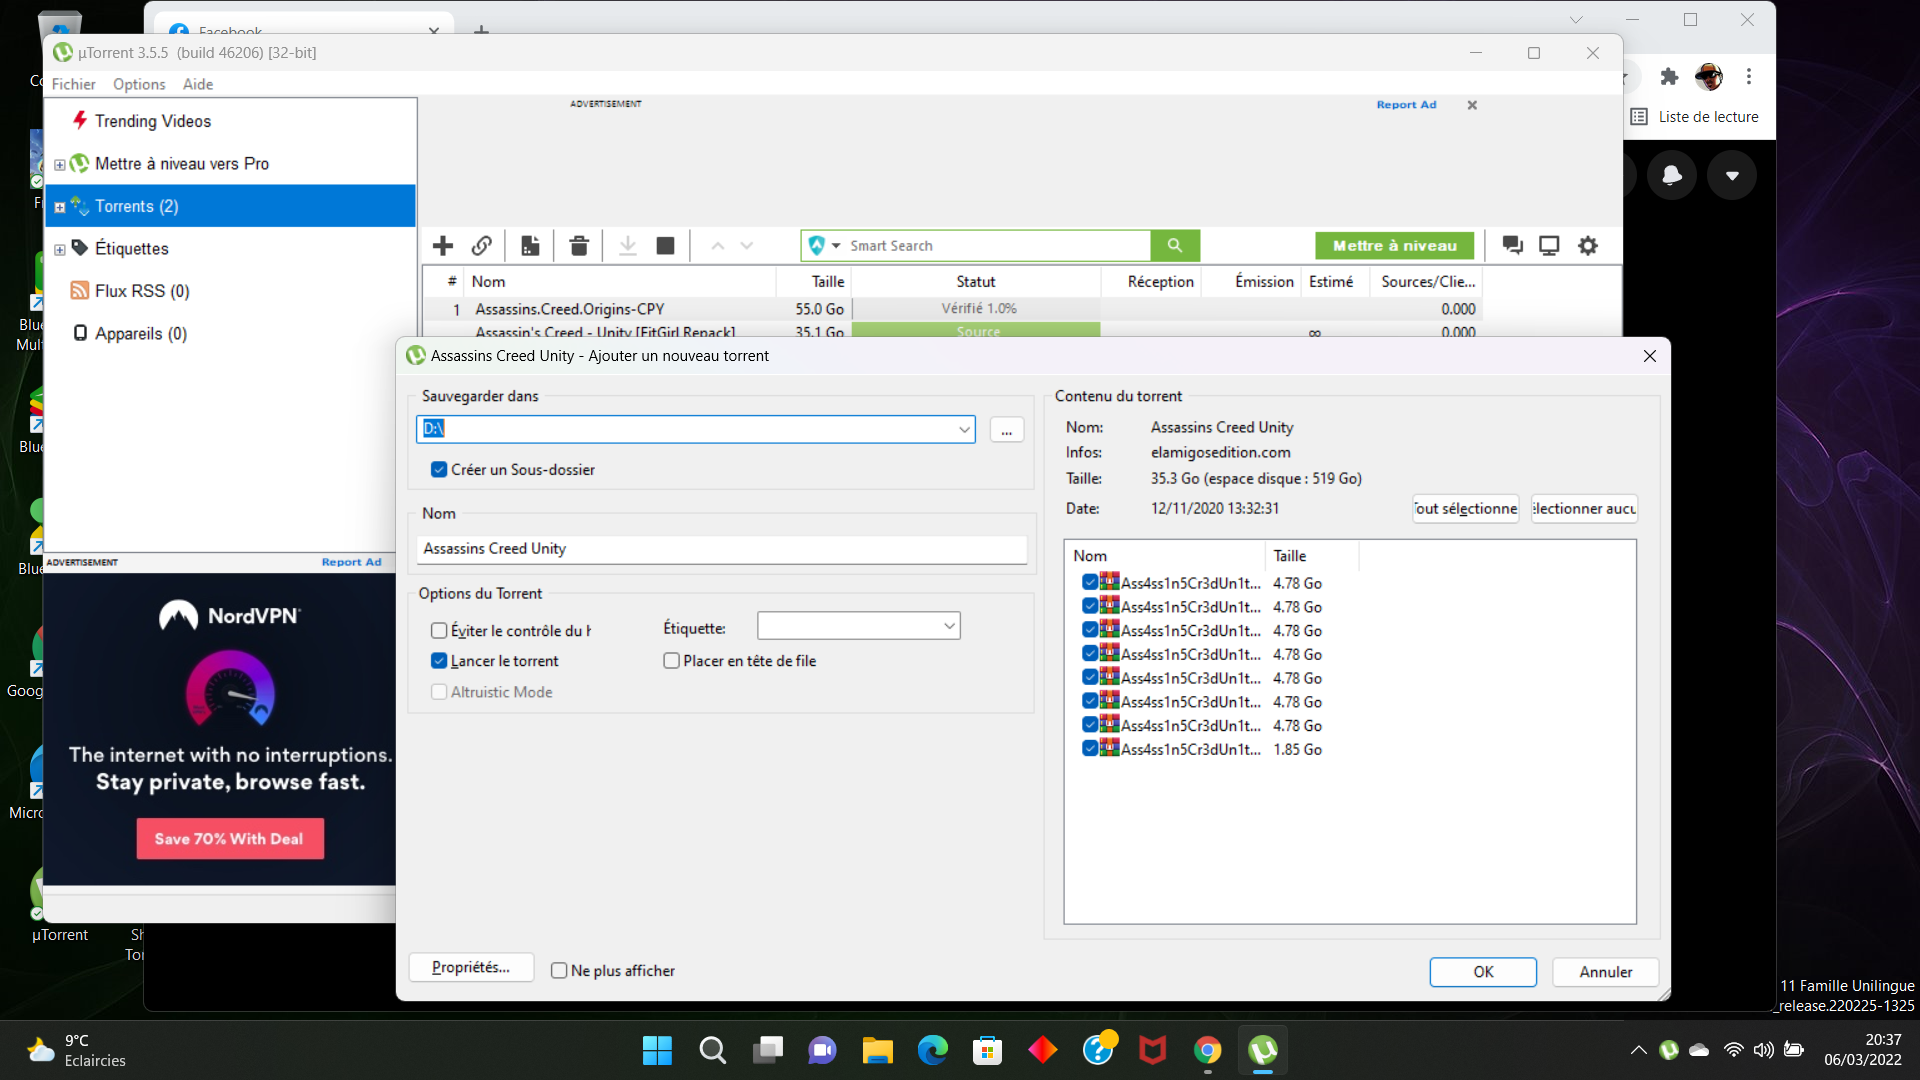 Facebook
µTorrent 3.5.5 (build 46206) [32-bit]
Fichier Options Aide
ADVERTISEMENT
Report Ad
Liste de lecture
Trending Videos
Mettre à niveau vers Pro
Torrents (2)
Étiquettes
Flux RSS (0)
Appareils (0)
Smart Search
Mettre à niveau
# Nom Taille Statut Réception Émission Estimé Sources/Clie...
1 Assassins.Creed.Origins-CPY 55.0 Go Vérifié 1.0% 0.000
Assassin's Creed - Unity [FitGirl Repack] 35.1 Go Source ∞ 0.000
Assassins Creed Unity - Ajouter un nouveau torrent
Sauvegarder dans
D:\
...
Créer un Sous-dossier
Nom
Assassins Creed Unity
Options du Torrent
Éviter le contrôle du h
Étiquette:
Lancer le torrent
Placer en tête de file
Altruistic Mode
Propriétés...
Ne plus afficher
Contenu du torrent
Nom: Assassins Creed Unity
Infos: elamigosedition.com
Taille: 35.3 Go (espace disque : 519 Go)
Date: 12/11/2020 13:32:31
Tout sélectionne
électionner aucu
Nom Taille
Ass4ss1n5Cr3dUn1t... 4.78 Go
Ass4ss1n5Cr3dUn1t... 4.78 Go
Ass4ss1n5Cr3dUn1t... 4.78 Go
Ass4ss1n5Cr3dUn1t... 4.78 Go
Ass4ss1n5Cr3dUn1t... 4.78 Go
Ass4ss1n5Cr3dUn1t... 4.78 Go
Ass4ss1n5Cr3dUn1t... 4.78 Go
Ass4ss1n5Cr3dUn1t... 1.85 Go
OK
Annuler
ADVERTISEMENT
Report Ad
NordVPN
The internet with no interruptions.
Stay private, browse fast.
Save 70% With Deal
Blue
Mult
Blue
Blue
Goog
Micro
µTorrent
Sh
Tor
11 Famille Unilingue
_release.220225-1325
9°C
Eclaircies
20:37
06/03/2022